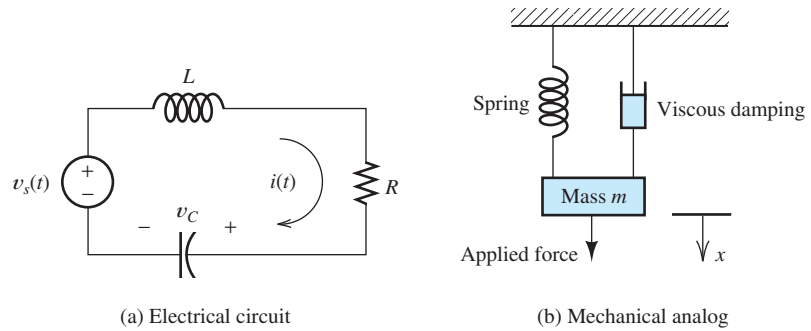 L
v_s(t)
+
−
i(t)
R
v_C
− +
(a) Electrical circuit
Spring
Viscous damping
Mass m
Applied force
x
(b) Mechanical analog